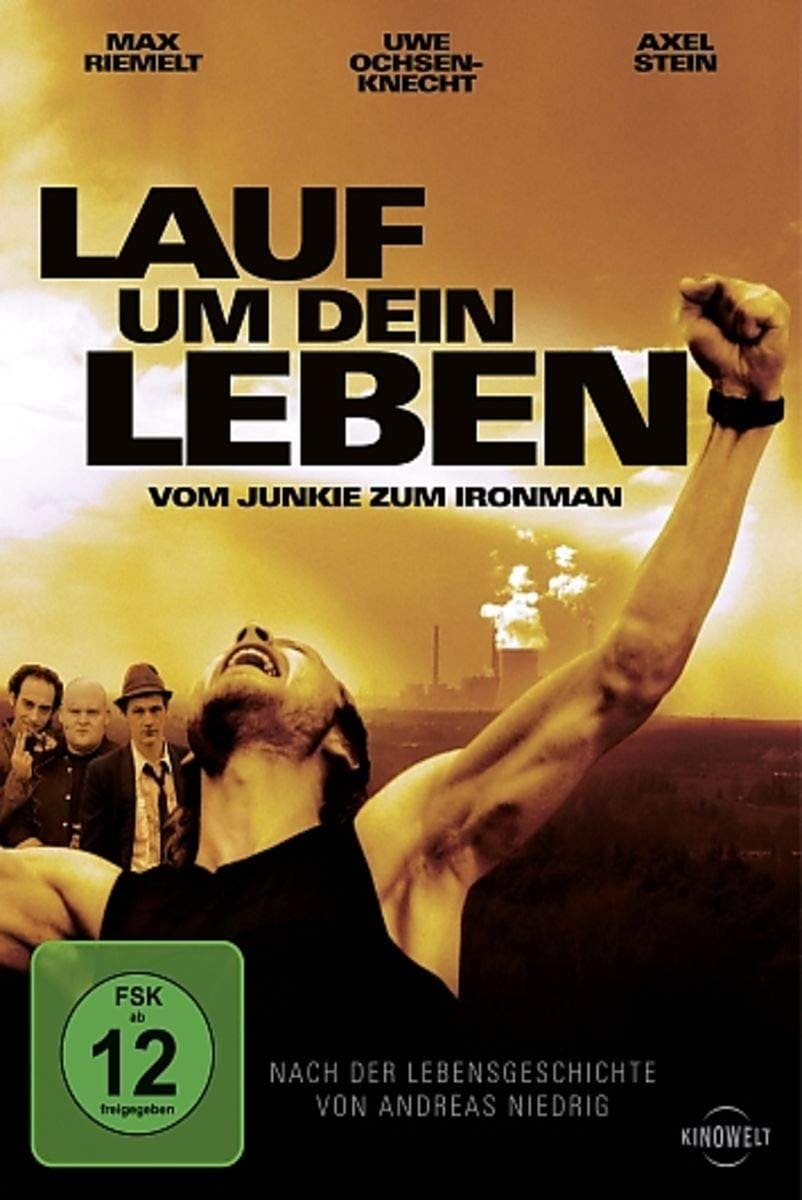 MAX
RIEMELT
UWE
OCHSEN-
KNECHT
AXEL
STEIN
LAUF
UM DEIN
LEBEN
VOM JUNKIE ZUM IRONMAN
FSK
ab
12
freigegeben
NACH DER LEBENSGESCHICHTE
VON ANDREAS NIEDRIG
KINOWELT